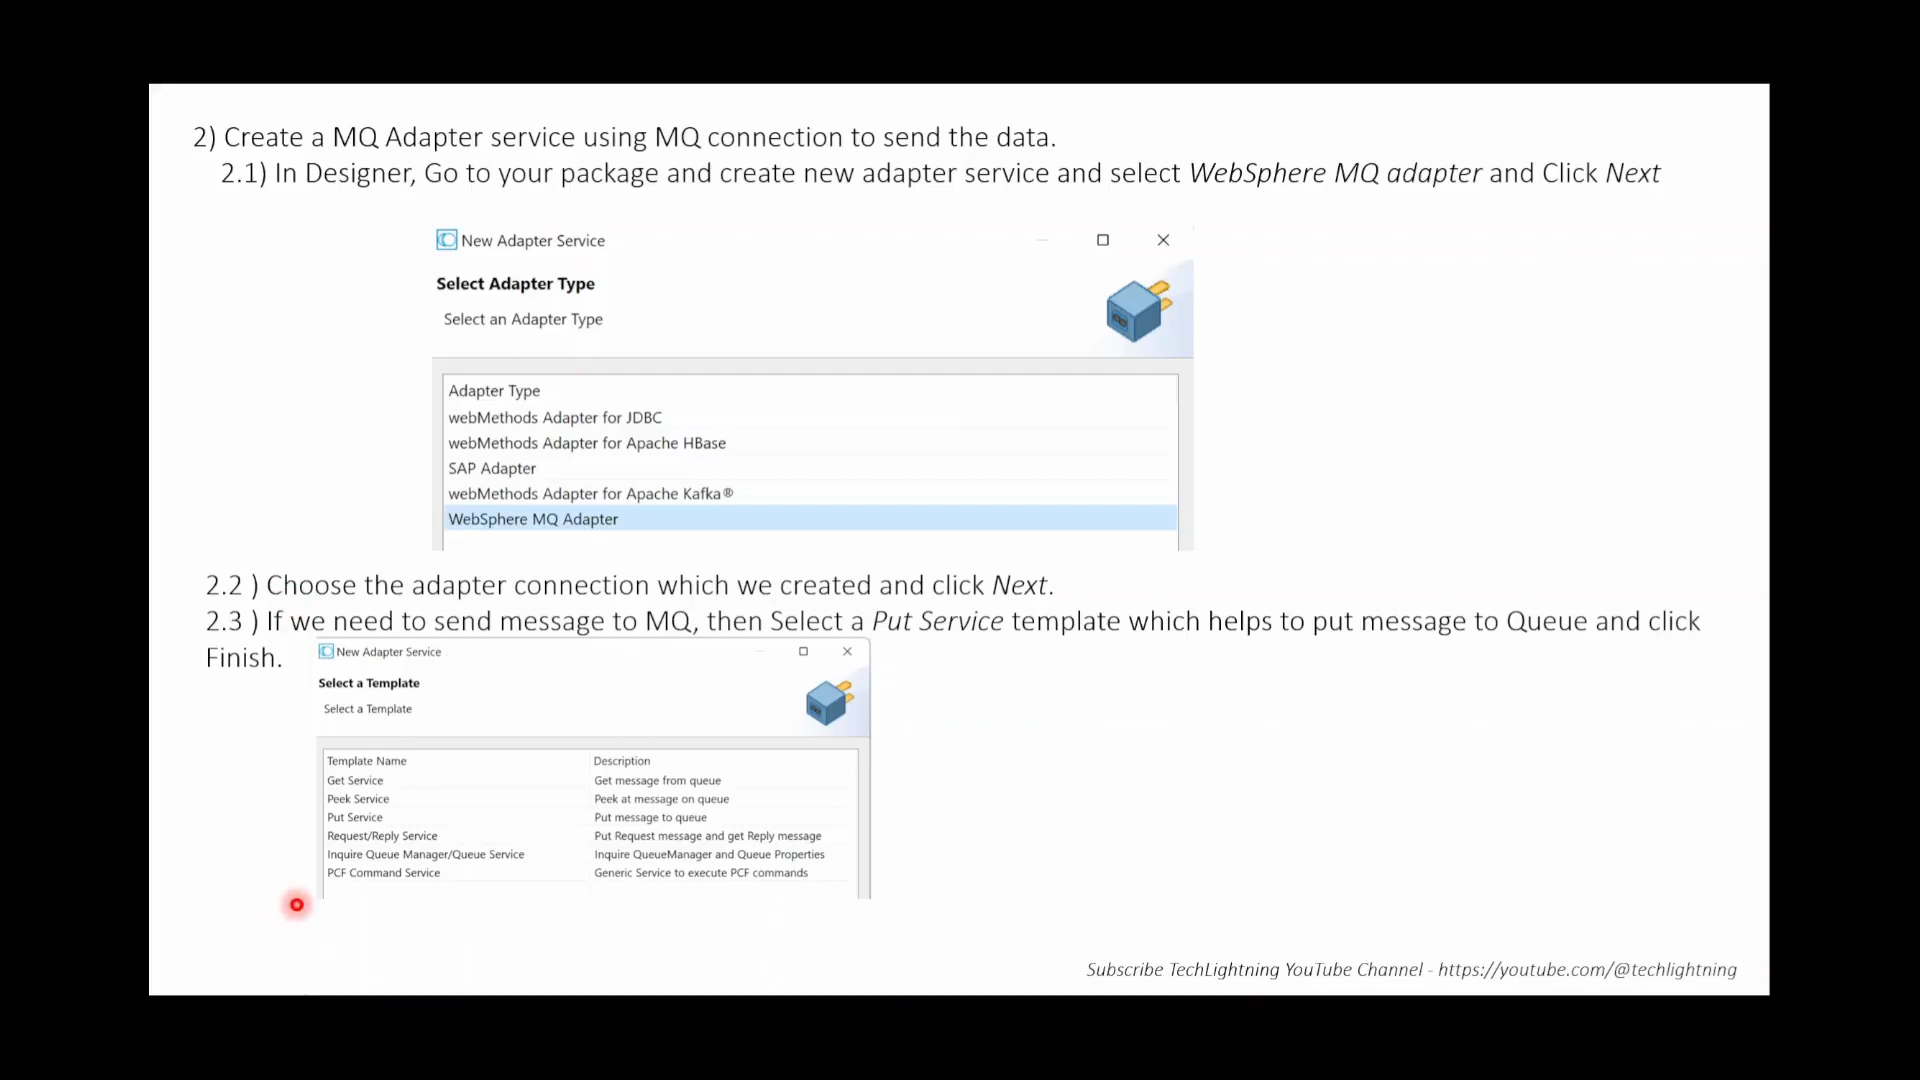 2) Create a MQ Adapter service using MQ connection to send the data.
2.1) In Designer, Go to your package and create new adapter service and select WebSphere MQ adapter and Click Next
New Adapter Service
Select Adapter Type
Select an Adapter Type
Adapter Type
webMethods Adapter for JDBC
webMethods Adapter for Apache HBase
SAP Adapter
webMethods Adapter for Apache Kafka®
WebSphere MQ Adapter
2.2 ) Choose the adapter connection which we created and click Next.
2.3 ) If we need to send message to MQ, then Select a Put Service template which helps to put message to Queue and click
Finish.
New Adapter Service
Select a Template
Select a Template
Template Name Description
Get Service Get message from queue
Peek Service Peek at message on queue
Put Service Put message to queue
Request/Reply Service Put Request message and get Reply message
Inquire Queue Manager/Queue Service Inquire QueueManager and Queue Properties
PCF Command Service Generic Service to execute PCF commands
Subscribe TechLightning YouTube Channel - https://youtube.com/@techlightning